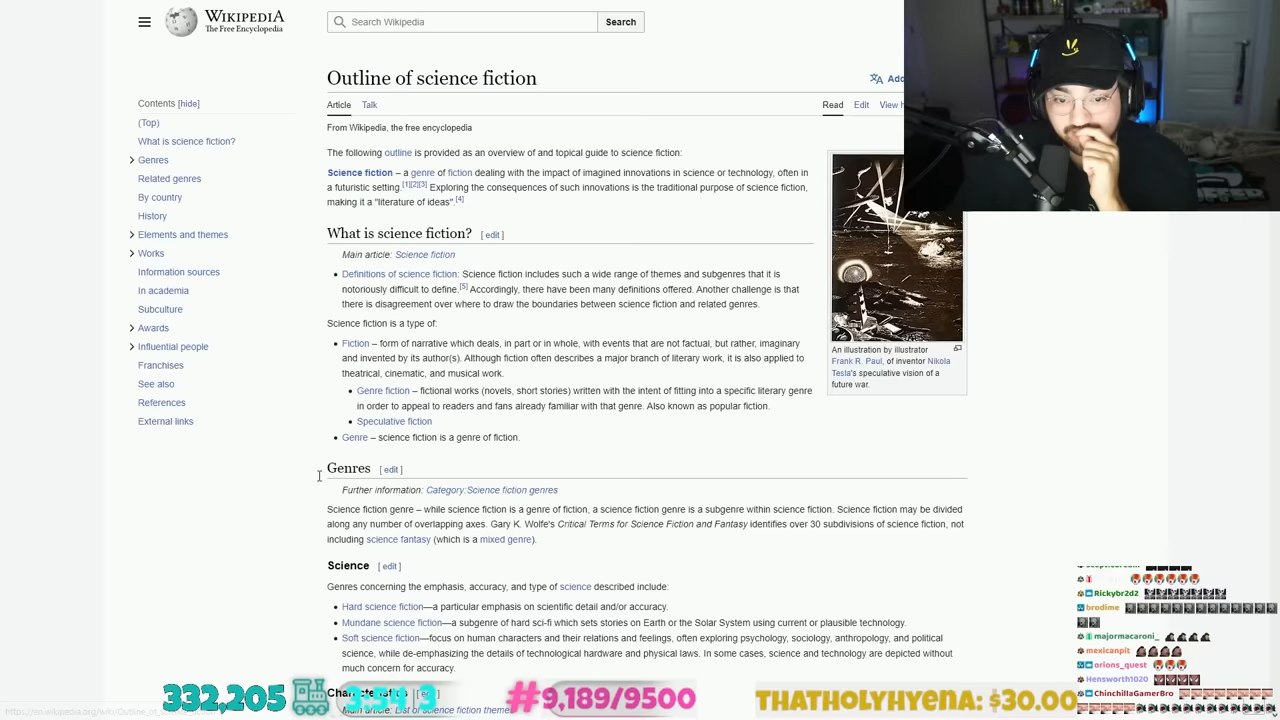 WIKIPEDIA
The Free Encyclopedia
Search Wikipedia
Search
Outline of science fiction
Article
Talk
Read
Edit
From Wikipedia, the free encyclopedia
Contents [hide]
(Top)
What is science fiction?
Genres
Related genres
By country
History
Elements and themes
Works
Information sources
In academia
Subculture
Awards
Influential people
Franchises
See also
References
External links
The following outline is provided as an overview of and topical guide to science fiction:
Science fiction – a genre of fiction dealing with the impact of imagined innovations in science or technology, often in
a futuristic setting.[1][2][3] Exploring the consequences of such innovations is the traditional purpose of science fiction,
making it a "literature of ideas".[4]
What is science fiction? [ edit ]
Main article: Science fiction
Definitions of science fiction: Science fiction includes such a wide range of themes and subgenres that it is
notoriously difficult to define.[5] Accordingly, there have been many definitions offered. Another challenge is that
there is disagreement over where to draw the boundaries between science fiction and related genres.
Science fiction is a type of:
Fiction – form of narrative which deals, in part or in whole, with events that are not factual, but rather, imaginary
and invented by its author(s). Although fiction often describes a major branch of literary work, it is also applied to
theatrical, cinematic, and musical work.
Genre fiction – fictional works (novels, short stories) written with the intent of fitting into a specific literary genre
in order to appeal to readers and fans already familiar with that genre. Also known as popular fiction.
Speculative fiction
Genre – science fiction is a genre of fiction.
An illustration by illustrator
Frank R. Paul, of inventor Nikola
Tesla's speculative vision of a
future war.
Genres [ edit ]
Further information: Category:Science fiction genres
Science fiction genre – while science fiction is a genre of fiction, a science fiction genre is a subgenre within science fiction. Science fiction may be divided
along any number of overlapping axes. Gary K. Wolfe's Critical Terms for Science Fiction and Fantasy identifies over 30 subdivisions of science fiction, not
including science fantasy (which is a mixed genre).
Science [ edit ]
Genres concerning the emphasis, accuracy, and type of science described include:
Hard science fiction—a particular emphasis on scientific detail and/or accuracy.
Mundane science fiction—a subgenre of hard sci-fi which sets stories on Earth or the Solar System using current or plausible technology.
Soft science fiction—focus on human characters and their relations and feelings, often exploring psychology, sociology, anthropology, and political
science, while de-emphasizing the details of technological hardware and physical laws. In some cases, science and technology are depicted without
much concern for accuracy.
Rickybr2d2
brodime
majormacaroni_
mexicanpit
orions_quest
Hensworth1020
ChinchillaGamerBro
332,205
#9189/9500
THATHOLYHYENA: $30.00